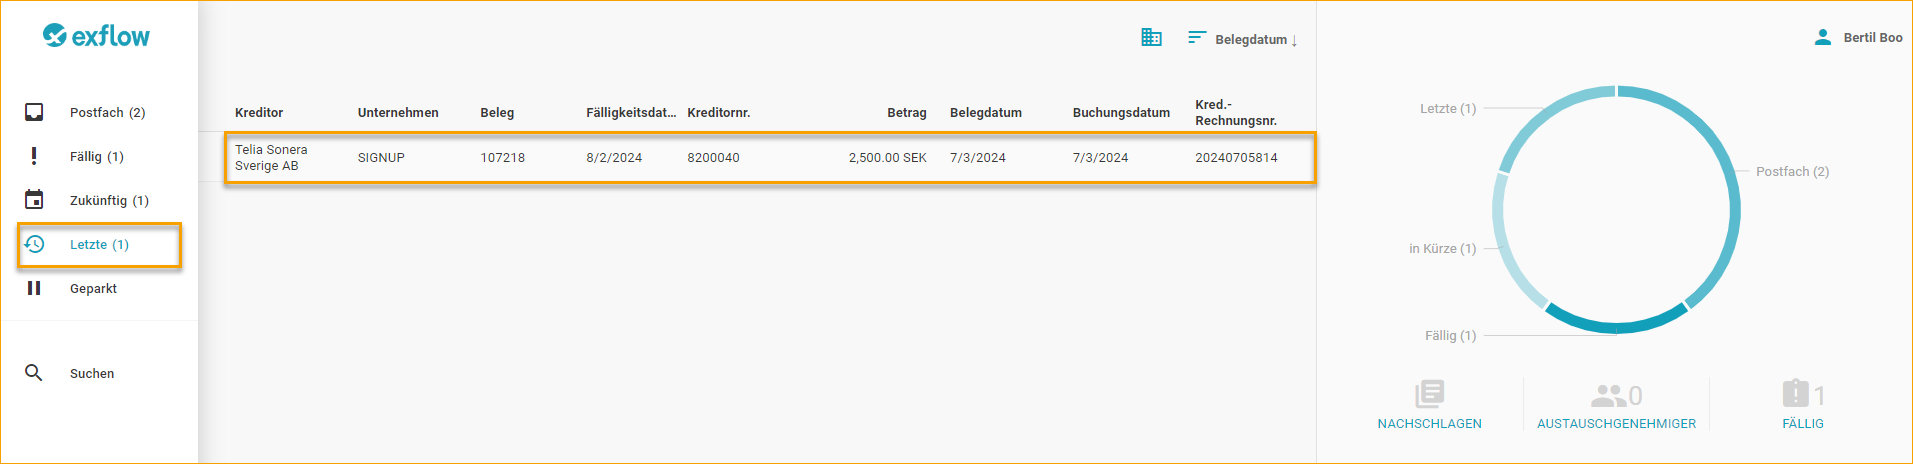 exflow
Belegdatum ↓
Bertil Boo
Postfach (2)
Fällig (1)
Zukünftig (1)
Letzte (1)
Geparkt
Suchen
Kreditor Unternehmen Beleg Fälligkeitsdat... Kreditornr. Betrag Belegdatum Buchungsdatum Kred.-
Rechnungsnr.
Telia Sonera
Sverige AB SIGNUP 107218 8/2/2024 8200040 2,500.00 SEK 7/3/2024 7/3/2024 20240705814
Letzte (1)
Postfach (2)
in Kürze (1)
Fällig (1)
0 1
NACHSCHLAGEN AUSTAUSCHGENEHMIGER FÄLLIG